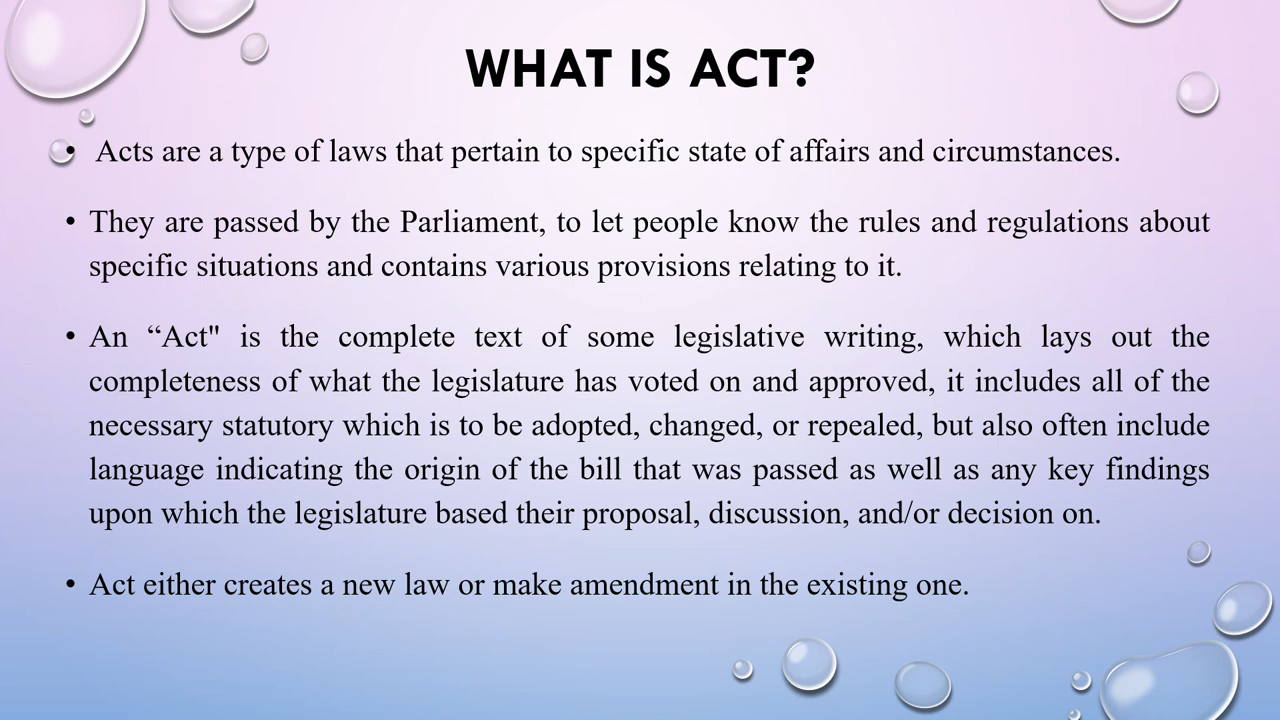 WHAT IS ACT?
• Acts are a type of laws that pertain to specific state of affairs and circumstances.
• They are passed by the Parliament, to let people know the rules and regulations about
specific situations and contains various provisions relating to it.
• An “Act" is the complete text of some legislative writing, which lays out the
completeness of what the legislature has voted on and approved, it includes all of the
necessary statutory which is to be adopted, changed, or repealed, but also often include
language indicating the origin of the bill that was passed as well as any key findings
upon which the legislature based their proposal, discussion, and/or decision on.
• Act either creates a new law or make amendment in the existing one.